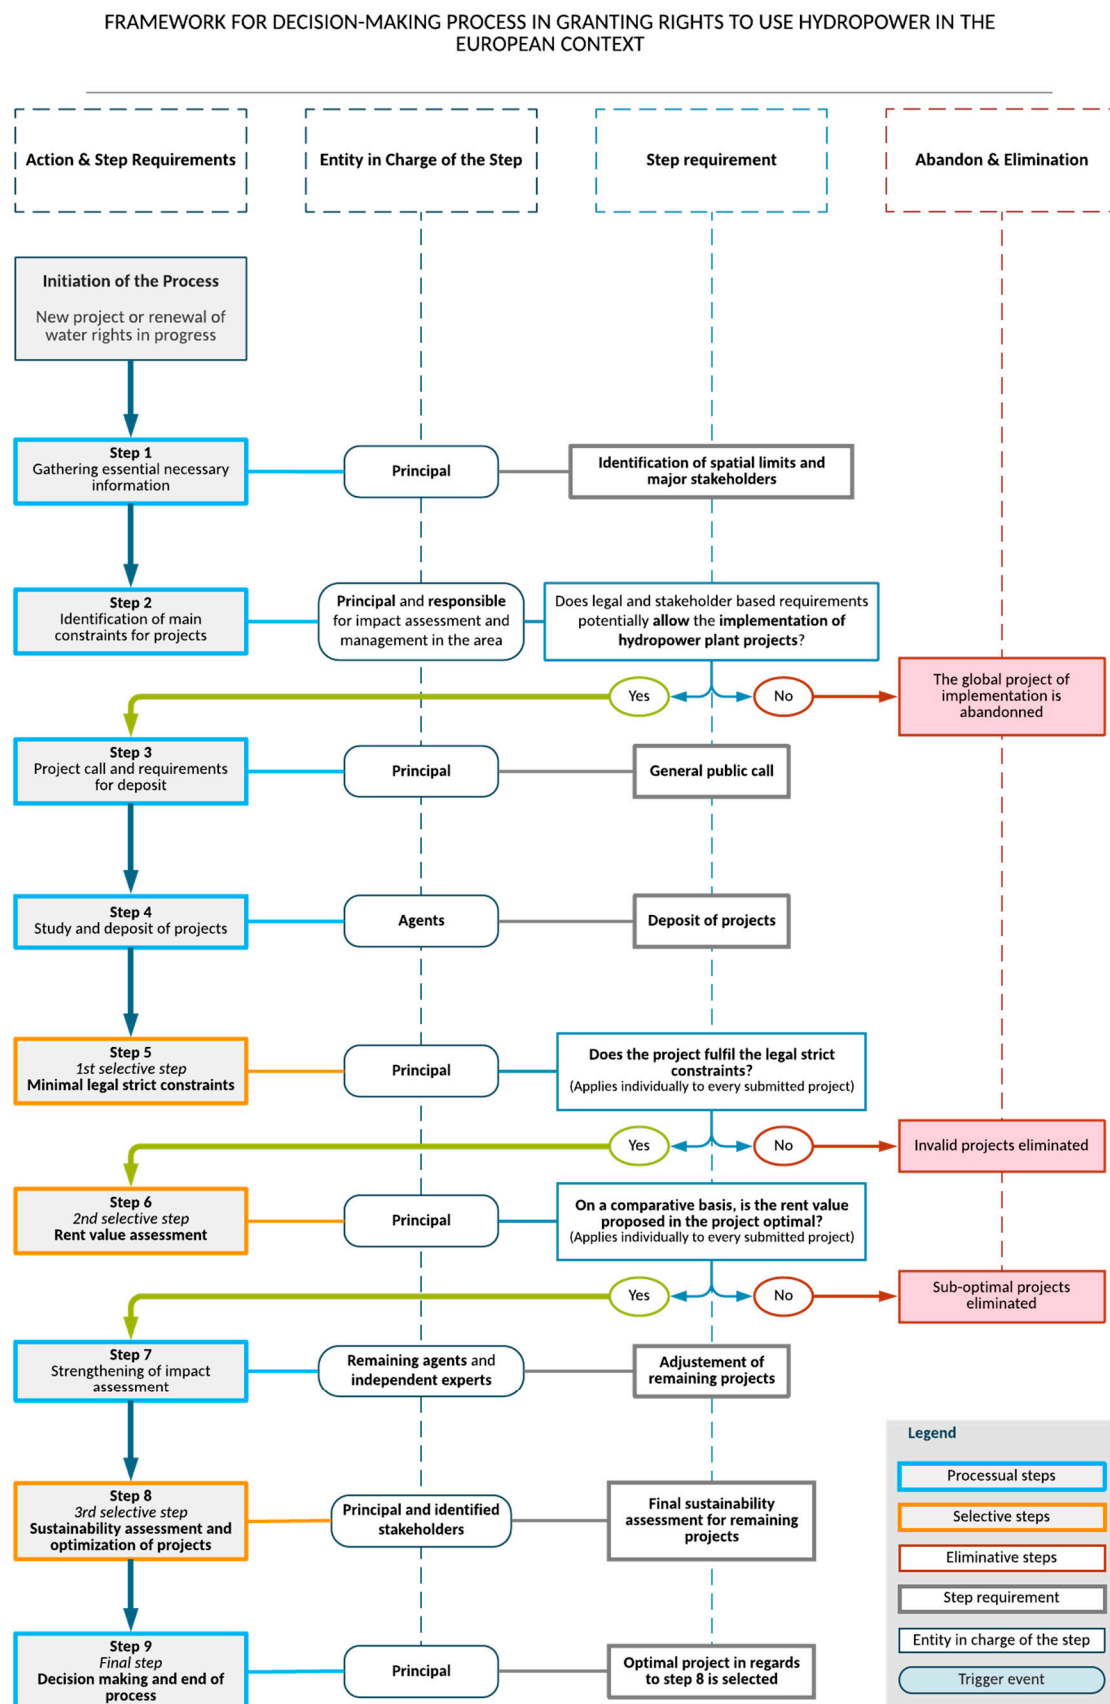 FRAMEWORK FOR DECISION-MAKING PROCESS IN GRANTING RIGHTS TO USE HYDROPOWER IN THE
EUROPEAN CONTEXT
Action & Step Requirements
Entity in Charge of the Step
Step requirement
Abandon & Elimination
Initiation of the Process
New project or renewal of
water rights in progress
Step 1
Gathering essential necessary
information
Principal
Identification of spatial limits and
major stakeholders
Step 2
Identification of main
constraints for projects
Principal and responsible
for impact assessment and
management in the area
Does legal and stakeholder based requirements
potentially allow the implementation of
hydropower plant projects?
Yes
No
The global project of
implementation is
abandonned
Step 3
Project call and requirements
for deposit
Principal
General public call
Step 4
Study and deposit of projects
Agents
Deposit of projects
Step 5
1st selective step
Minimal legal strict constraints
Principal
Does the project fulfil the legal strict
constraints?
(Applies individually to every submitted project)
Yes
No
Invalid projects eliminated
Step 6
2nd selective step
Rent value assessment
Principal
On a comparative basis, is the rent value
proposed in the project optimal?
(Applies individually to every submitted project)
Yes
No
Sub-optimal projects
eliminated
Step 7
Strengthening of impact
assessment
Remaining agents and
independent experts
Adjustement of
remaining projects
Step 8
3rd selective step
Sustainability assessment and
optimization of projects
Principal and identified
stakeholders
Final sustainability
assessment for remaining
projects
Step 9
Final step
Decision making and end of
process
Principal
Optimal project in regards
to step 8 is selected
Legend
Processual steps
Selective steps
Eliminative steps
Step requirement
Entity in charge of the step
Trigger event